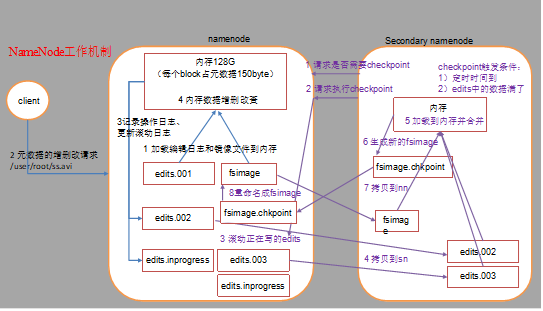 namenode
Secondary namenode
NameNode工作机制
内存128G
(每个block占元数据150byte)
4 内存数据增删改查
1 请求是否需要checkpoint
2 请求执行checkpoint
checkpoint触发条件:
1) 定时时间到
2) edits中的数据满了
client
3记录操作日志、
更新滚动日志
内存
5 加载到内存并合并
2 元数据的增删改请求
/user/root/ss.avi
1 加载编辑日志和镜像文件到内存
6 生成新的fsimage
edits.001
fsimage
fsimage.chkpoint
8重命名成fsimage
7 拷贝到nn
edits.002
fsimage.chkpoint
fsimag
e
3 滚动正在写的edits
edits.002
edits.inprogress
edits.003
4 拷贝到sn
edits.003
edits.inprogress